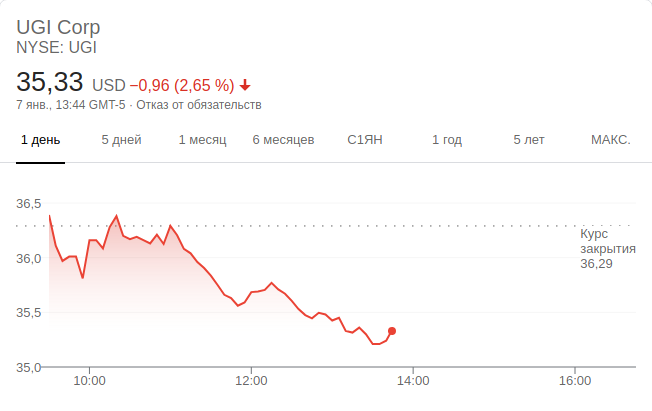 UGI Corp
NYSE: UGI
35,33 USD −0,96 (2,65 %)
7 янв., 13:44 GMT-5 · Отказ от обязательств
1 день 5 дней 1 месяц 6 месяцев С1ЯН 1 год 5 лет МАКС.
36,5
Курс
закрытия
36,29
36,0
35,5
35,0
10:00 12:00 14:00 16:00